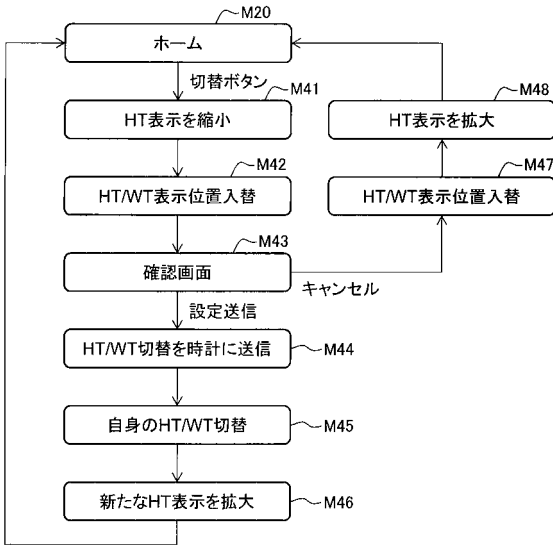 M20
ホーム
切替ボタン
M41
HT表示を縮小
M42
HT/WT表示位置入替
M43
確認画面
キャンセル
設定送信
HT/WT切替を時計に送信
M44
自身のHT/WT切替
M45
新たなHT表示を拡大
M46
M48
HT表示を拡大
M47
HT/WT表示位置入替